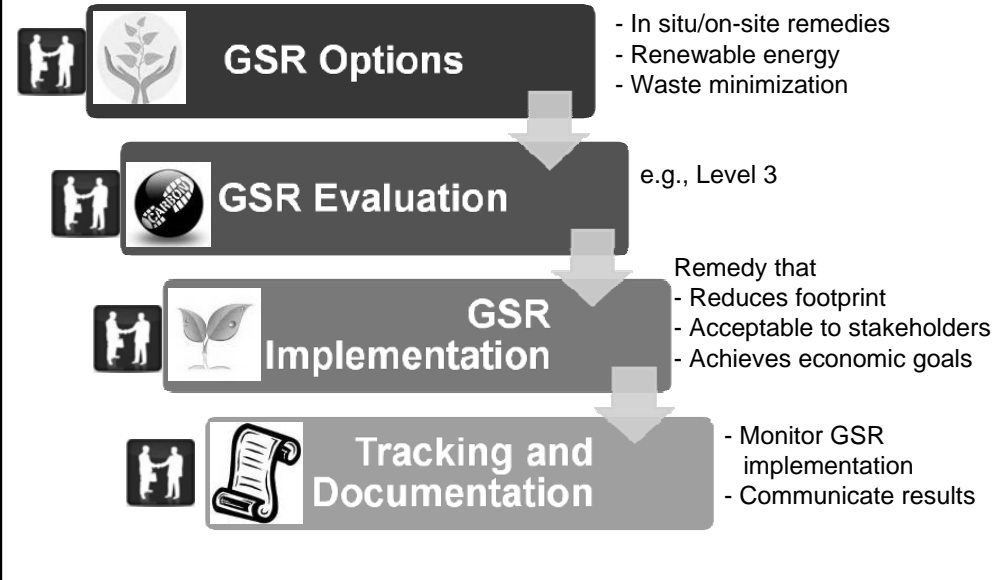 GSR Options
- In situ/on-site remedies
- Renewable energy
- Waste minimization
CARBON
GSR Evaluation
e.g., Level 3
GSR
Implementation
Remedy that
- Reduces footprint
- Acceptable to stakeholders
- Achieves economic goals
Tracking and
Documentation
- Monitor GSR
implementation
- Communicate results